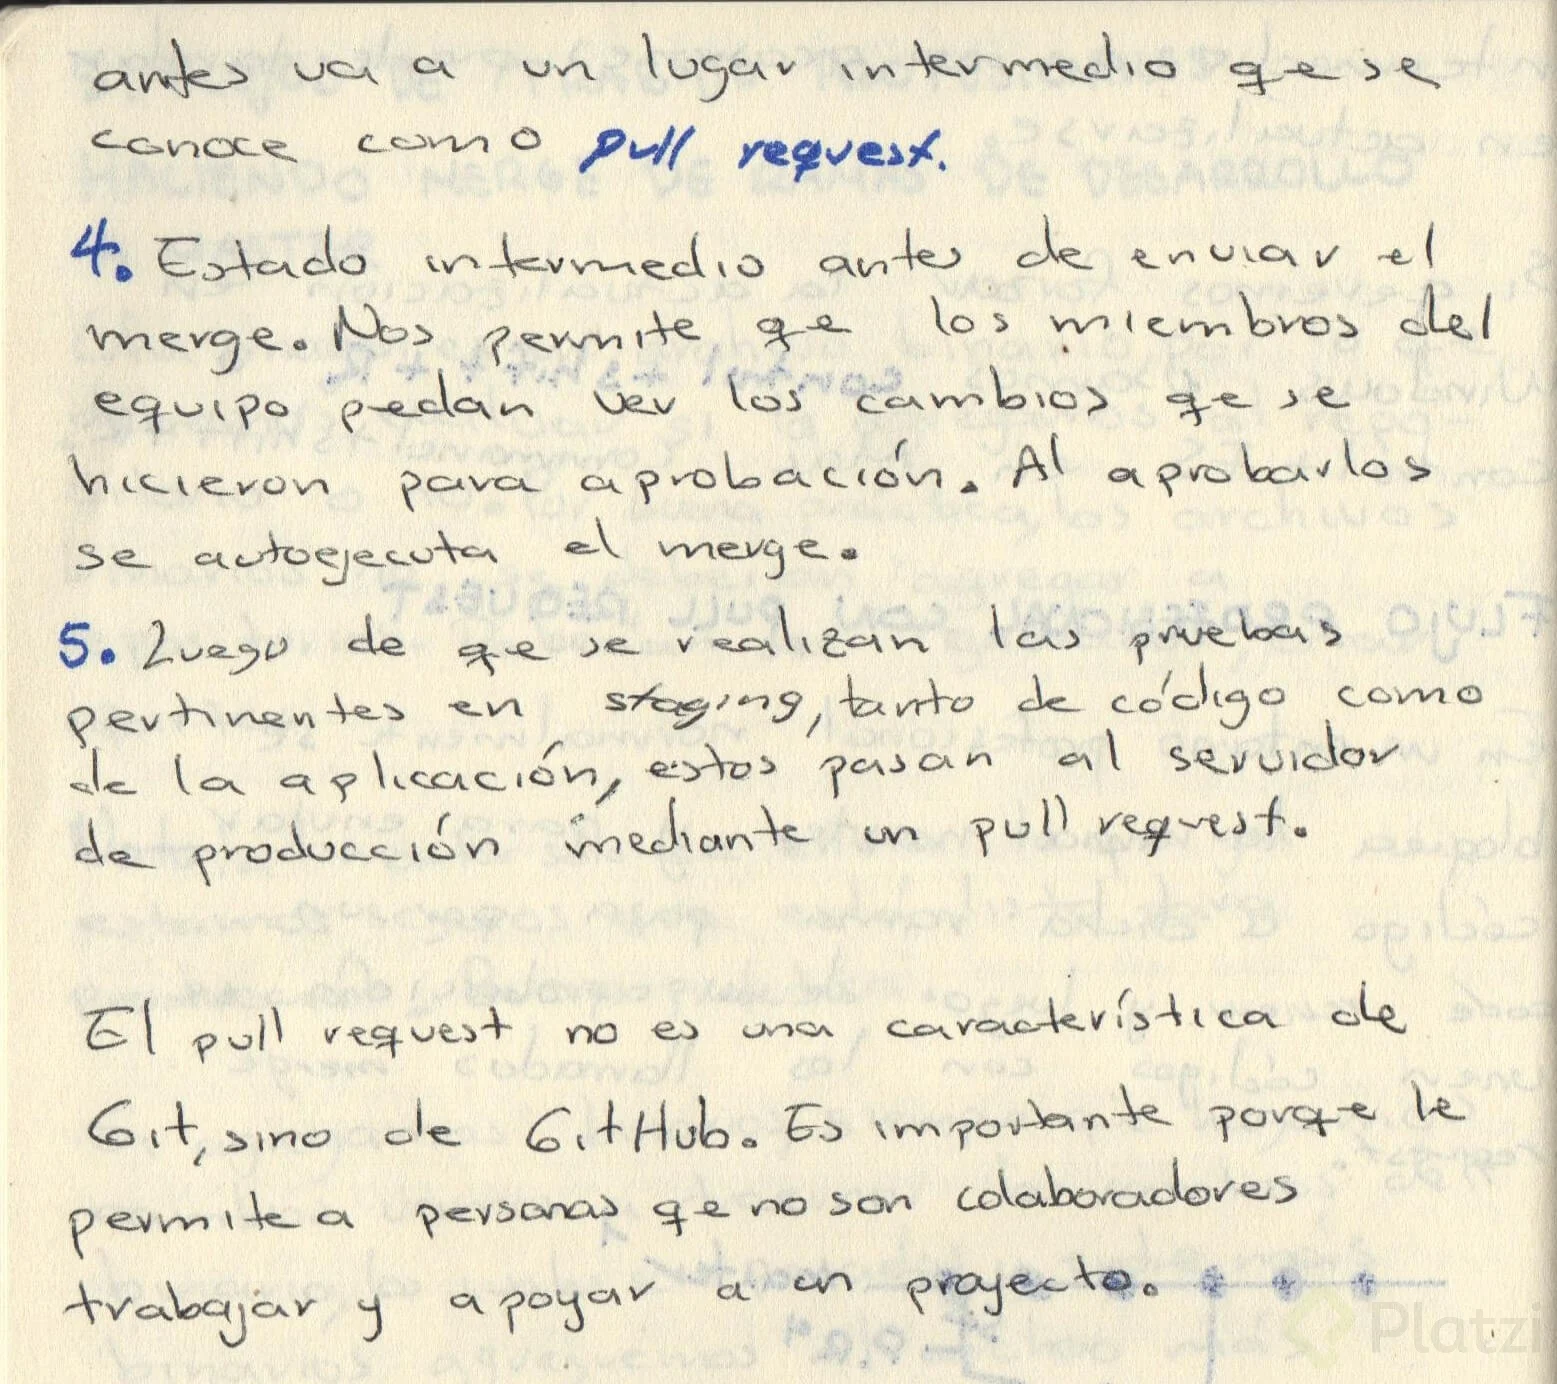 antes va a un lugar intermedio qe se
conoce como pull request.
4. Estado intermedio antes de enviar el
merge. Nos permite qe los miembros del
equipo pedan ver los cambios qe se
hicieron para aprobación. Al aprobarlos
se autoejecuta el merge.
5. Luego de qe se realizan las pruebas
pertinentes en staging, tanto de código como
de la aplicación, estos pasan al servidor
de producción mediante un pull request.
El pull request no es una característica de
Git, sino de GitHub. Es importante porqe le
permite a personas qe no son colaboradores
trabajar y apoyar a un proyecto.
Platzi